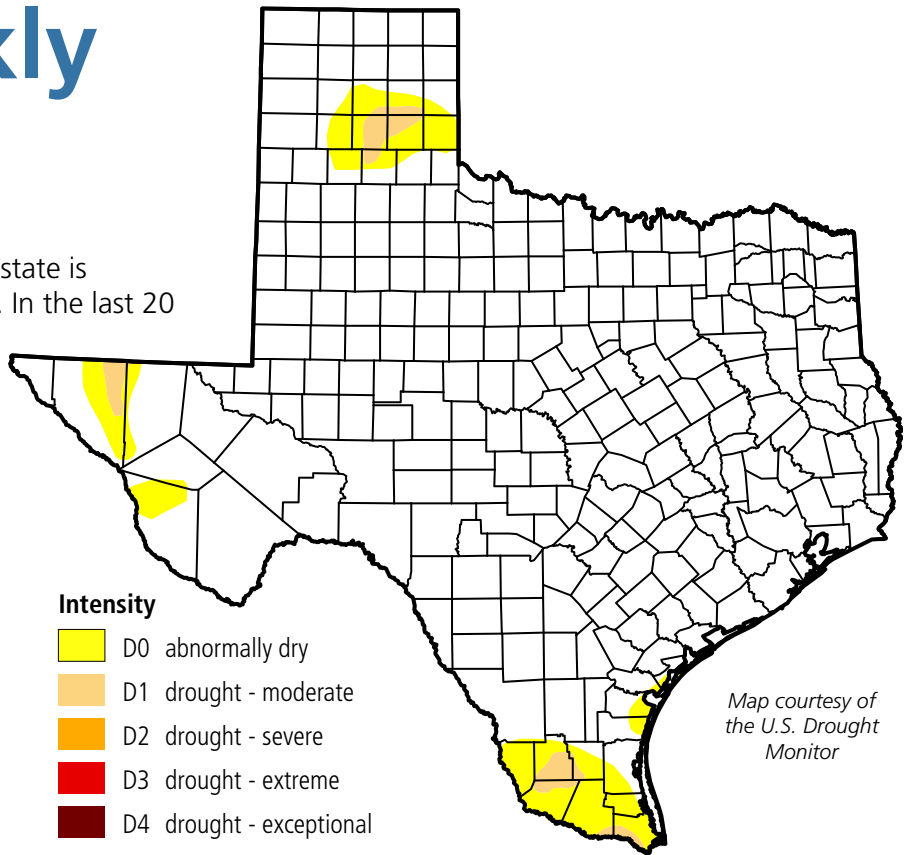 state is
. In the last 20
Intensity
D0 abnormally dry
D1 drought - moderate
D2 drought - severe
D3 drought - extreme
D4 drought - exceptional
Map courtesy of
the U.S. Drought
Monitor